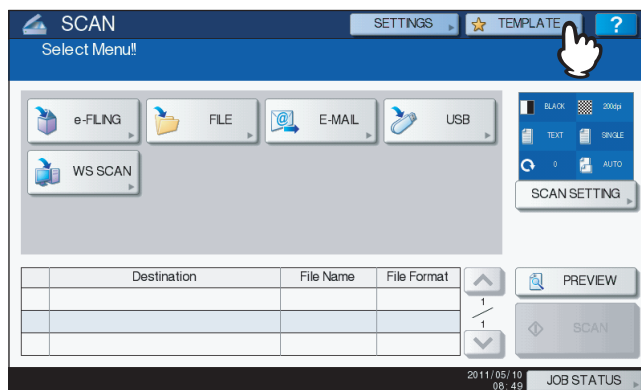 SCAN
SETTINGS
TEMPLATE
?
Select Menu!!
e-FILING
FILE
E-MAIL
USB
WS SCAN
BLACK
200dpi
TEXT
SINGLE
0
AUTO
SCAN SETTING
Destination
File Name
File Format
1
1
PREVIEW
SCAN
2011/05/10
08:49
JOB STATUS